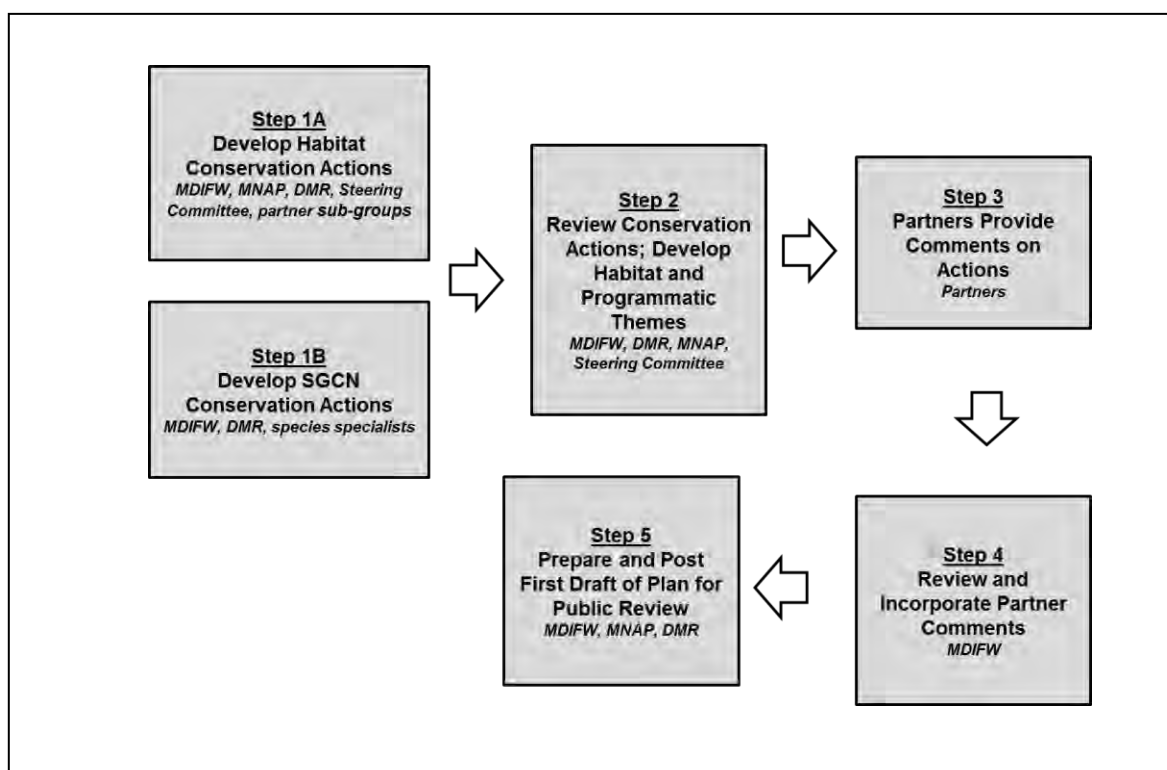 Step 1A
Develop Habitat
Conservation Actions
MDIFW, MNAP, DMR, Steering
Committee, partner sub-groups
Step 1B
Develop SGCN
Conservation Actions
MDIFW, DMR, species specialists
Step 2
Review Conservation
Actions; Develop
Habitat and
Programmatic
Themes
MDIFW, DMR, MNAP,
Steering Committee
Step 3
Partners Provide
Comments on
Actions
Partners
Step 4
Review and
Incorporate Partner
Comments
MDIFW
Step 5
Prepare and Post
First Draft of Plan for
Public Review
MDIFW, MNAP, DMR